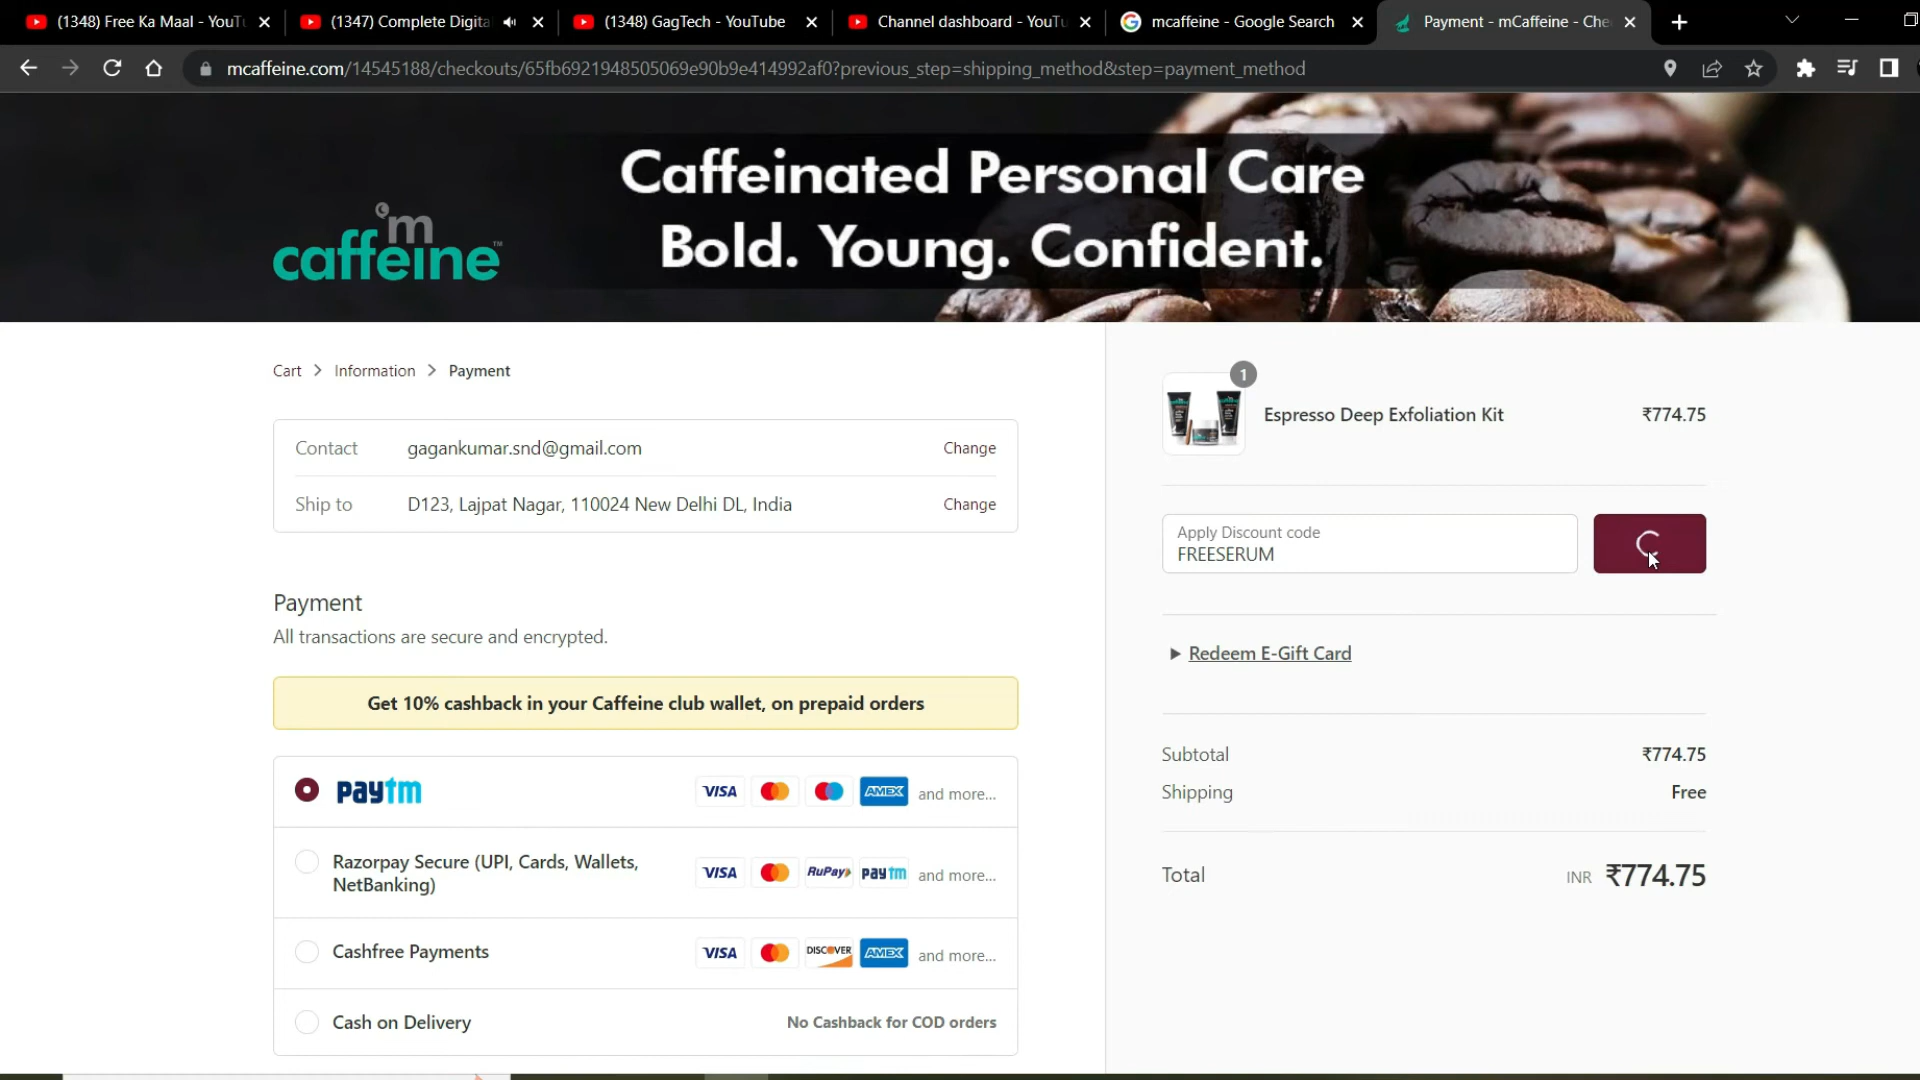 (1348) Free Ka Maal - YouTu
(1347) Complete Digita
(1348) GagTech - YouTube
Channel dashboard - YouTu
mcaffeine - Google Search
Payment - mCaffeine - Che
mcaffeine.com/14545188/checkouts/65fb6921948505069e90b9e414992af0?previous_step=shipping_method&step=payment_method
Caffeinated Personal Care
Bold. Young. Confident.
m
caffeine™
Cart > Information > Payment
Contact gagankumar.snd@gmail.com Change
Ship to D123, Lajpat Nagar, 110024 New Delhi DL, India Change
Payment
All transactions are secure and encrypted.
Get 10% cashback in your Caffeine club wallet, on prepaid orders
paytm VISA AMEX and more...
Razorpay Secure (UPI, Cards, Wallets,
NetBanking)
VISA RuPay paytm and more...
Cashfree Payments VISA DISCOVER AMEX and more...
Cash on Delivery No Cashback for COD orders
1
Espresso Deep Exfoliation Kit ₹774.75
Apply Discount code
FREESERUM
Redeem E-Gift Card
Subtotal ₹774.75
Shipping Free
Total INR ₹774.75